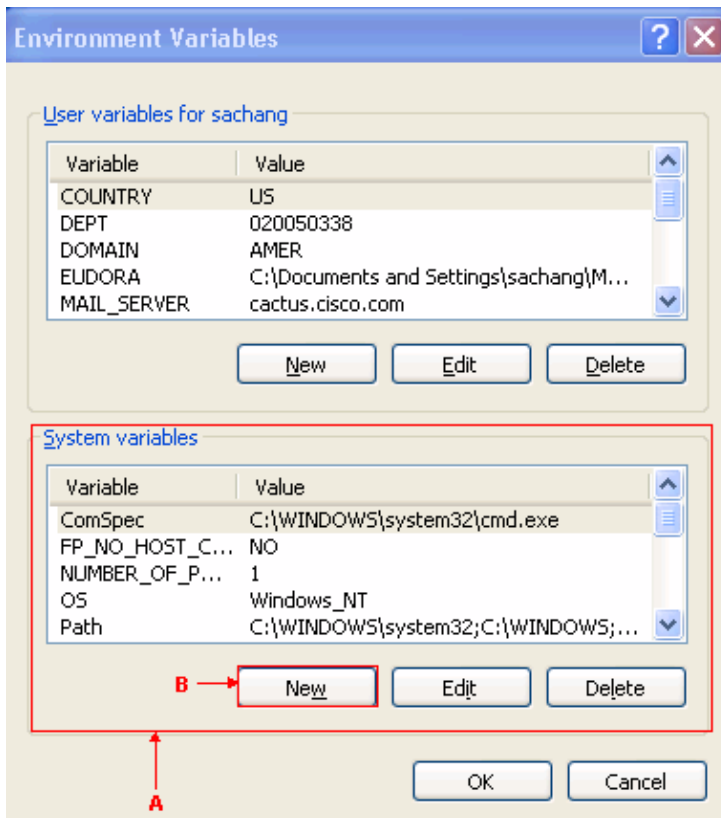 Environment Variables
User variables for sachang
Variable Value
COUNTRY US
DEPT 020050338
DOMAIN AMER
EUDORA C:\Documents and Settings\sachang\M...
MAIL_SERVER cactus.cisco.com
New Edit Delete
System variables
Variable Value
ComSpec C:\WINDOWS\system32\cmd.exe
FP_NO_HOST_C... NO
NUMBER_OF_P... 1
OS Windows_NT
Path C:\WINDOWS\system32;C:\WINDOWS;...
B New Edit Delete
A
OK Cancel